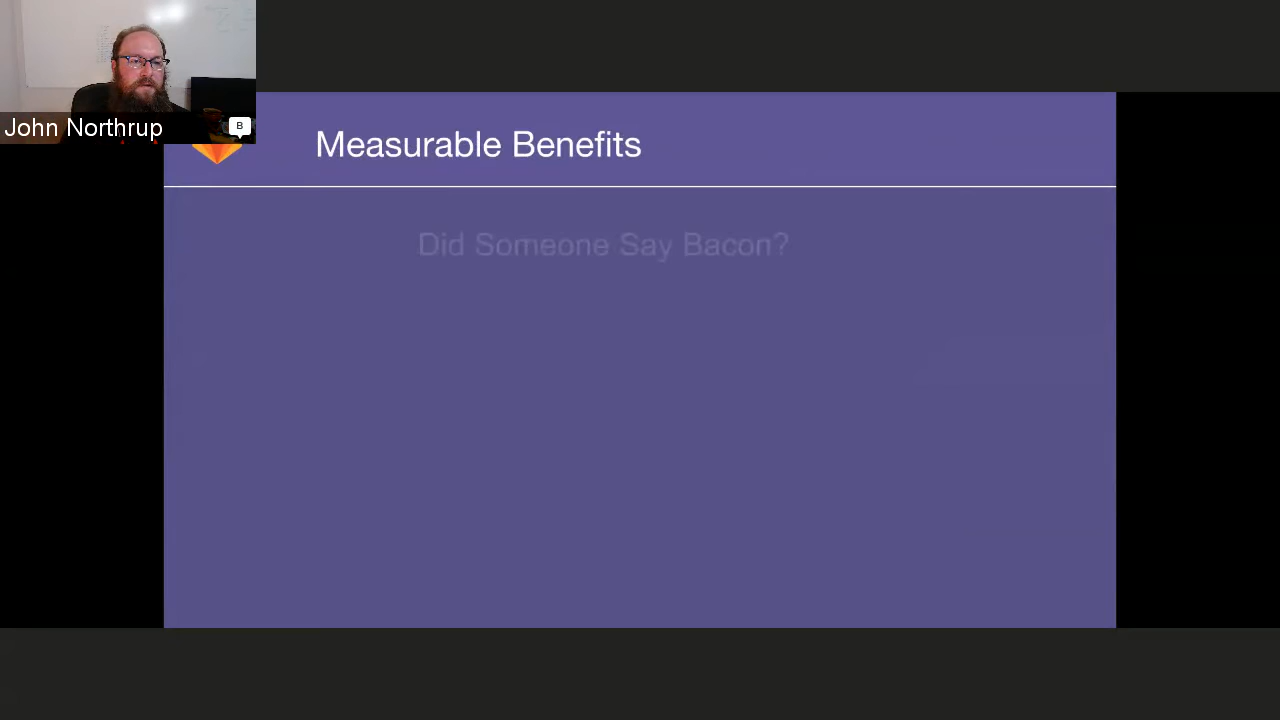 John Northrup
B
Measurable Benefits
Did Someone Say Bacon?